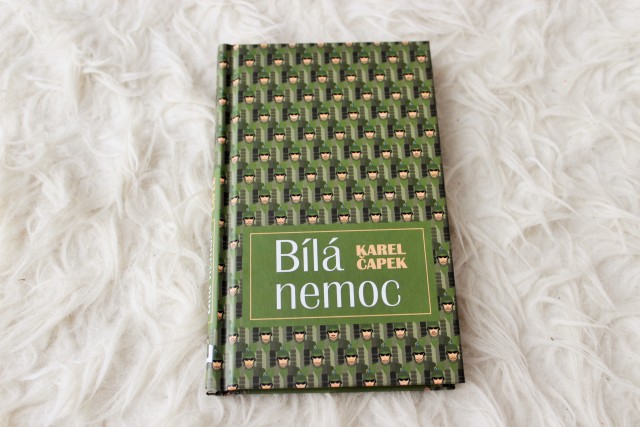 Bílá
KAREL
ČAPEK
nemoc